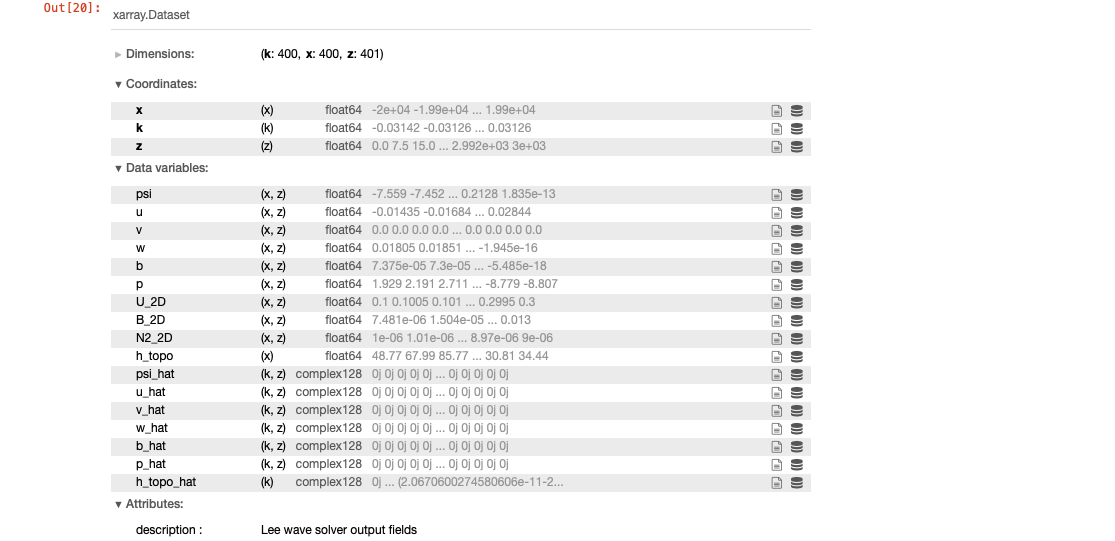 Out[20]:
xarray.Dataset
► Dimensions: (k: 400, x: 400, z: 401)
▼ Coordinates:
x (x) float64 -2e+04 -1.99e+04 ... 1.99e+04
k (k) float64 -0.03142 -0.03126 ... 0.03126
z (z) float64 0.0 7.5 15.0 ... 2.992e+03 3e+03
▼ Data variables:
psi (x, z) float64 -7.559 -7.452 ... 0.2128 1.835e-13
u (x, z) float64 -0.01435 -0.01684 ... 0.02844
v (x, z) float64 0.0 0.0 0.0 0.0 ... 0.0 0.0 0.0 0.0
w (x, z) float64 0.01805 0.01851 ... -1.945e-16
b (x, z) float64 7.375e-05 7.3e-05 ... -5.485e-18
p (x, z) float64 1.929 2.191 2.711 ... -8.779 -8.807
U_2D (x, z) float64 0.1 0.1005 0.101 ... 0.2995 0.3
B_2D (x, z) float64 7.481e-06 1.504e-05 ... 0.013
N2_2D (x, z) float64 1e-06 1.01e-06 ... 8.97e-06 9e-06
h_topo (x) float64 48.77 67.99 85.77 ... 30.81 34.44
psi_hat (k, z) complex128 0j 0j 0j 0j 0j ... 0j 0j 0j 0j 0j
u_hat (k, z) complex128 0j 0j 0j 0j 0j ... 0j 0j 0j 0j 0j
v_hat (k, z) complex128 0j 0j 0j 0j 0j ... 0j 0j 0j 0j 0j
w_hat (k, z) complex128 0j 0j 0j 0j 0j ... 0j 0j 0j 0j 0j
b_hat (k, z) complex128 0j 0j 0j 0j 0j ... 0j 0j 0j 0j 0j
p_hat (k, z) complex128 0j 0j 0j 0j 0j ... 0j 0j 0j 0j 0j
h_topo_hat (k) complex128 0j ... (2.0670600274580606e-11-2...
▼ Attributes:
description : Lee wave solver output fields